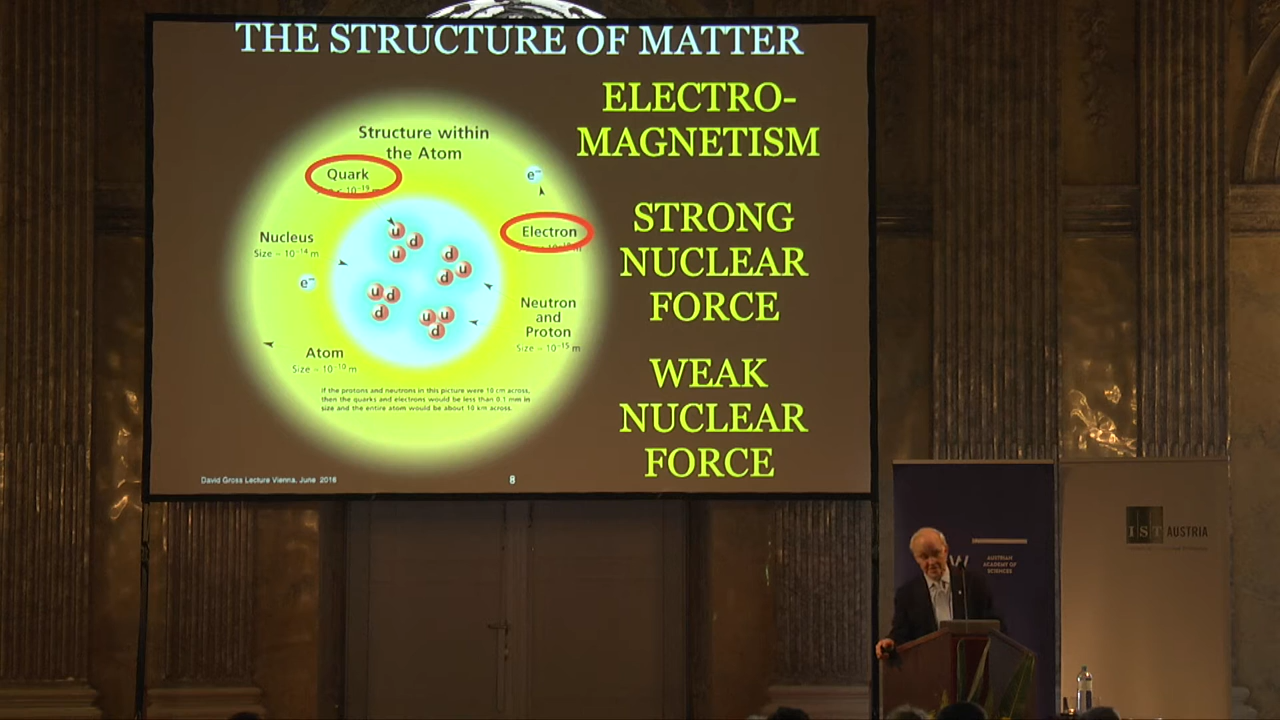 THE STRUCTURE OF MATTER
ELECTRO-
MAGNETISM
STRONG
NUCLEAR
FORCE
WEAK
NUCLEAR
FORCE
Structure within
the Atom
Quark
e⁻
Electron
Nucleus
Size ~ 10⁻¹⁴ m
e⁻
u
d
u
d
u
d
u d
d
u u
d
Neutron
and
Proton
Size ~ 10⁻¹⁵ m
Atom
Size ~ 10⁻¹⁰ m
If the protons and neutrons in this picture were 10 cm across,
then the quarks and electrons would be less than 0.1 mm in
size and the entire atom would be about 10 km across.
David Gross Lecture Vienna, June 2016
8
AUSTRIAN
ACADEMY OF
SCIENCES
IST AUSTRIA